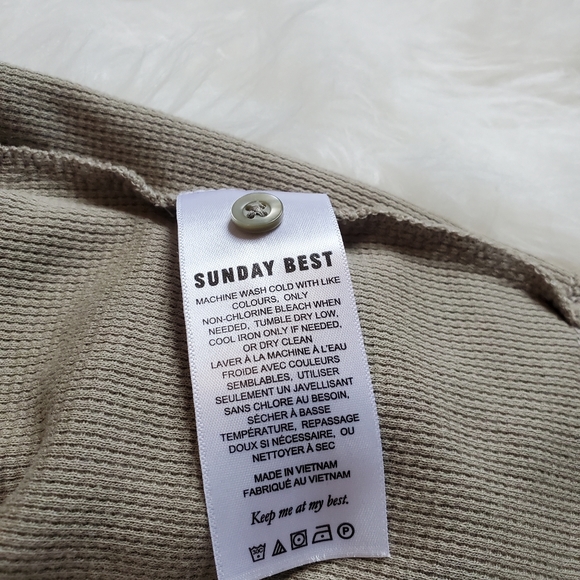 SUNDAY BEST
MACHINE WASH COLD WITH LIKE
COLOURS, ONLY
NON-CHLORINE BLEACH WHEN
NEEDED, TUMBLE DRY LOW,
COOL IRON ONLY IF NEEDED,
OR DRY CLEAN
LAVER À LA MACHINE À L'EAU
FROIDE AVEC COULEURS
SEMBLABLES, UTILISER
SEULEMENT UN JAVELLISANT
SANS CHLORE AU BESOIN,
SÉCHER À BASSE
TEMPÉRATURE, REPASSAGE
DOUX SI NÉCESSAIRE, OU
NETTOYER À SEC
MADE IN VIETNAM
FABRIQUÉ AU VIETNAM
Keep me at my best.